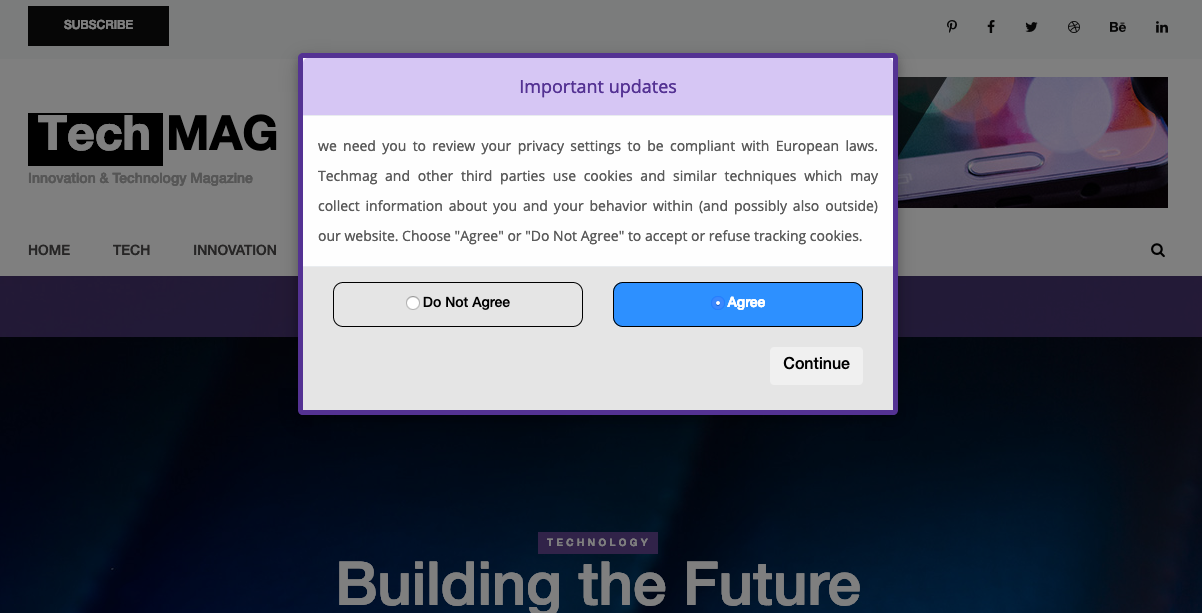 SUBSCRIBE
Bē
Important updates
Tech MAG
Innovation & Technology Magazine
we need you to review your privacy settings to be compliant with European laws.
Techmag and other third parties use cookies and similar techniques which may
collect information about you and your behavior within (and possibly also outside)
our website. Choose "Agree" or "Do Not Agree" to accept or refuse tracking cookies.
HOME TECH INNOVATION
Do Not Agree Agree
Continue
TECHNOLOGY
Building the Future